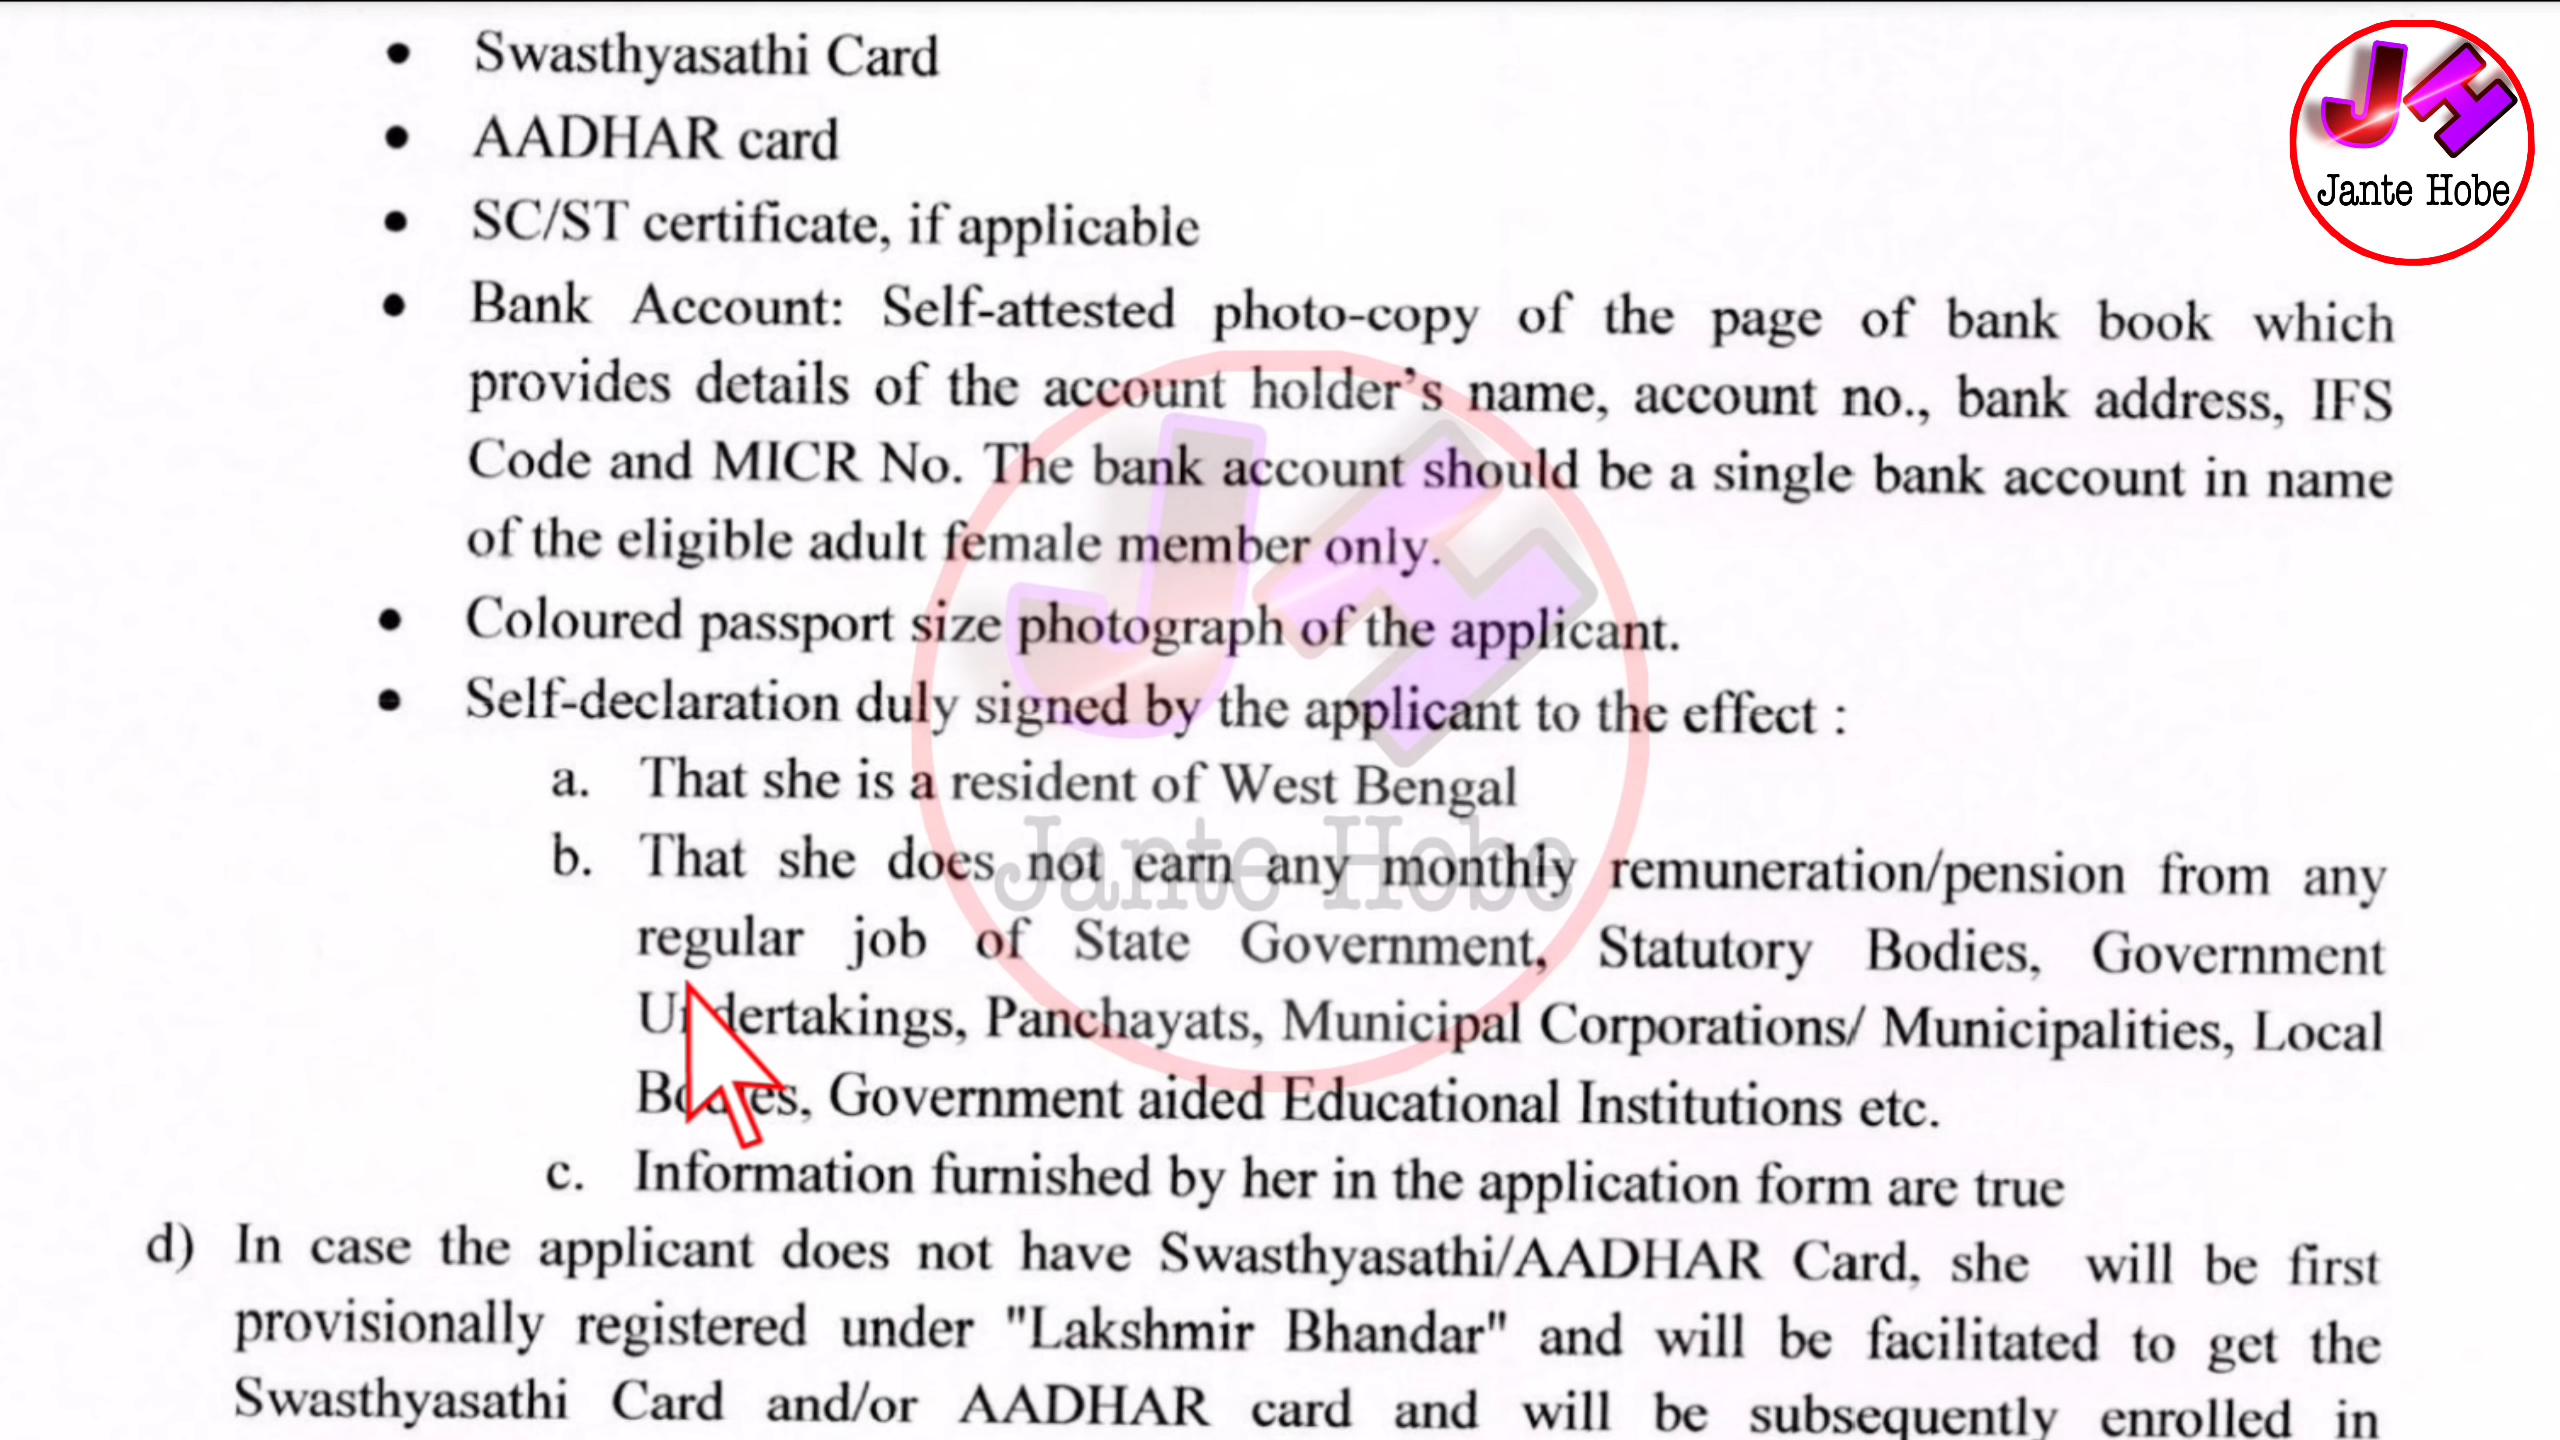 • Swasthyasathi Card
• AADHAR card
• SC/ST certificate, if applicable
• Bank Account: Self-attested photo-copy of the page of bank book which
provides details of the account holder's name, account no., bank address, IFS
Code and MICR No. The bank account should be a single bank account in name
of the eligible adult female member only.
• Coloured passport size photograph of the applicant.
• Self-declaration duly signed by the applicant to the effect :
a. That she is a resident of West Bengal
b. That she does not earn any monthly remuneration/pension from any
regular job of State Government, Statutory Bodies, Government
Undertakings, Panchayats, Municipal Corporations/ Municipalities, Local
Bodies, Government aided Educational Institutions etc.
c. Information furnished by her in the application form are true
d) In case the applicant does not have Swasthyasathi/AADHAR Card, she will be first
provisionally registered under "Lakshmir Bhandar" and will be facilitated to get the
Swasthyasathi Card and/or AADHAR card and will be subsequently enrolled in
JH
Jante Hobe
JH
Jante Hobe